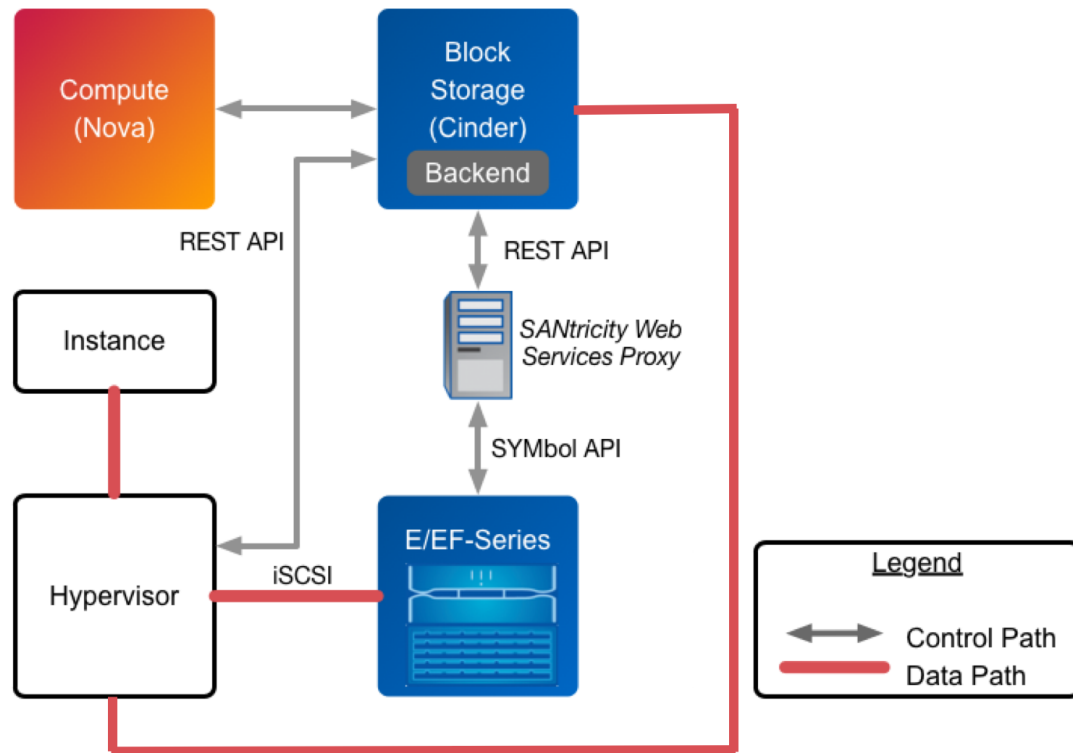 Compute
(Nova)
Block
Storage
(Cinder)
Backend
REST API
REST API
SANtricity Web
Services Proxy
Instance
SYMbol API
Hypervisor
iSCSI
E/EF-Series
Legend
Control Path
Data Path